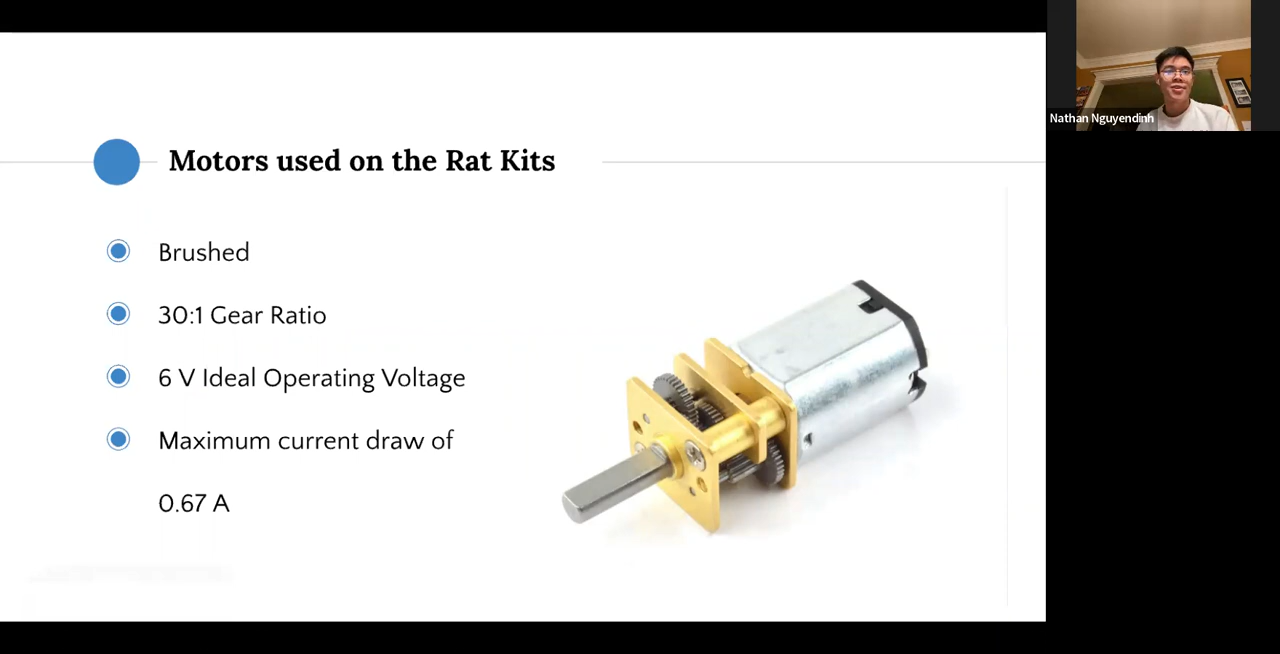 Motors used on the Rat Kits
Brushed
30:1 Gear Ratio
6 V Ideal Operating Voltage
Maximum current draw of
0.67 A
Nathan Nguyendinh